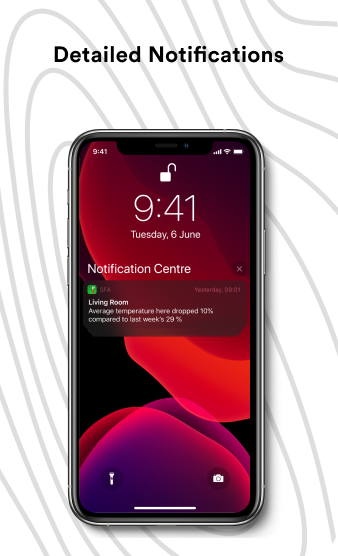 Detailed Notifications
9:41
9:41
Tuesday, 6 June
Notification Centre
SFA
Yesterday, 99:01
Living Room
Average temperature here dropped 10%
compared to last week's 29 %